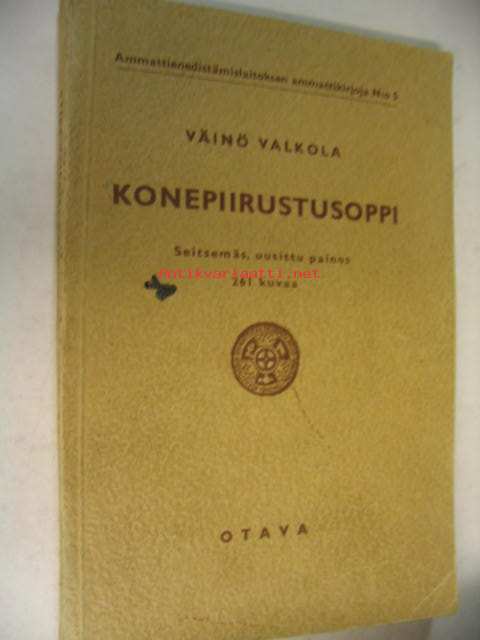 Ammattienedistämislaitoksen ammattikirjoja N:o 5
VÄINÖ VALKOLA
KONEPIIRUSTUSOPPI
Seitsemäs, uusittu painos
antikvariaatti.net
261 kuvaa
OTAVA